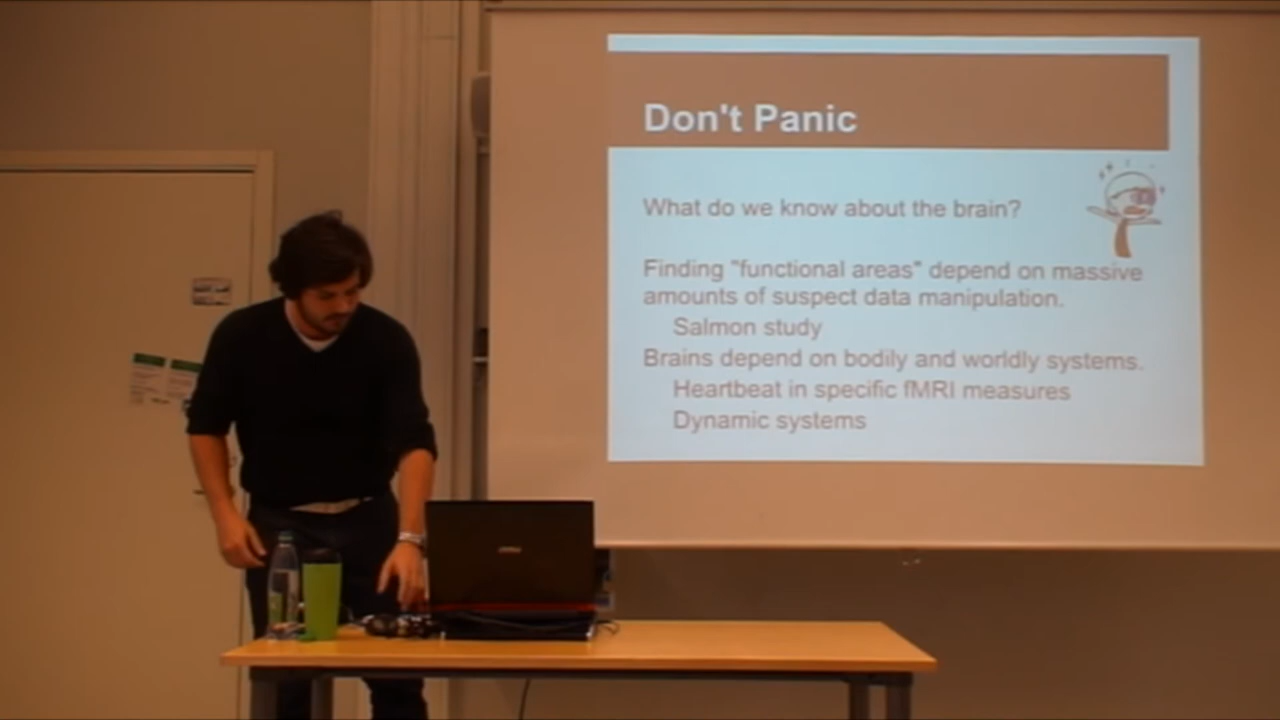 Don't Panic
What do we know about the brain?
Finding "functional areas" depend on massive
amounts of suspect data manipulation.
Salmon study
Brains depend on bodily and worldly systems.
Heartbeat in specific fMRI measures
Dynamic systems